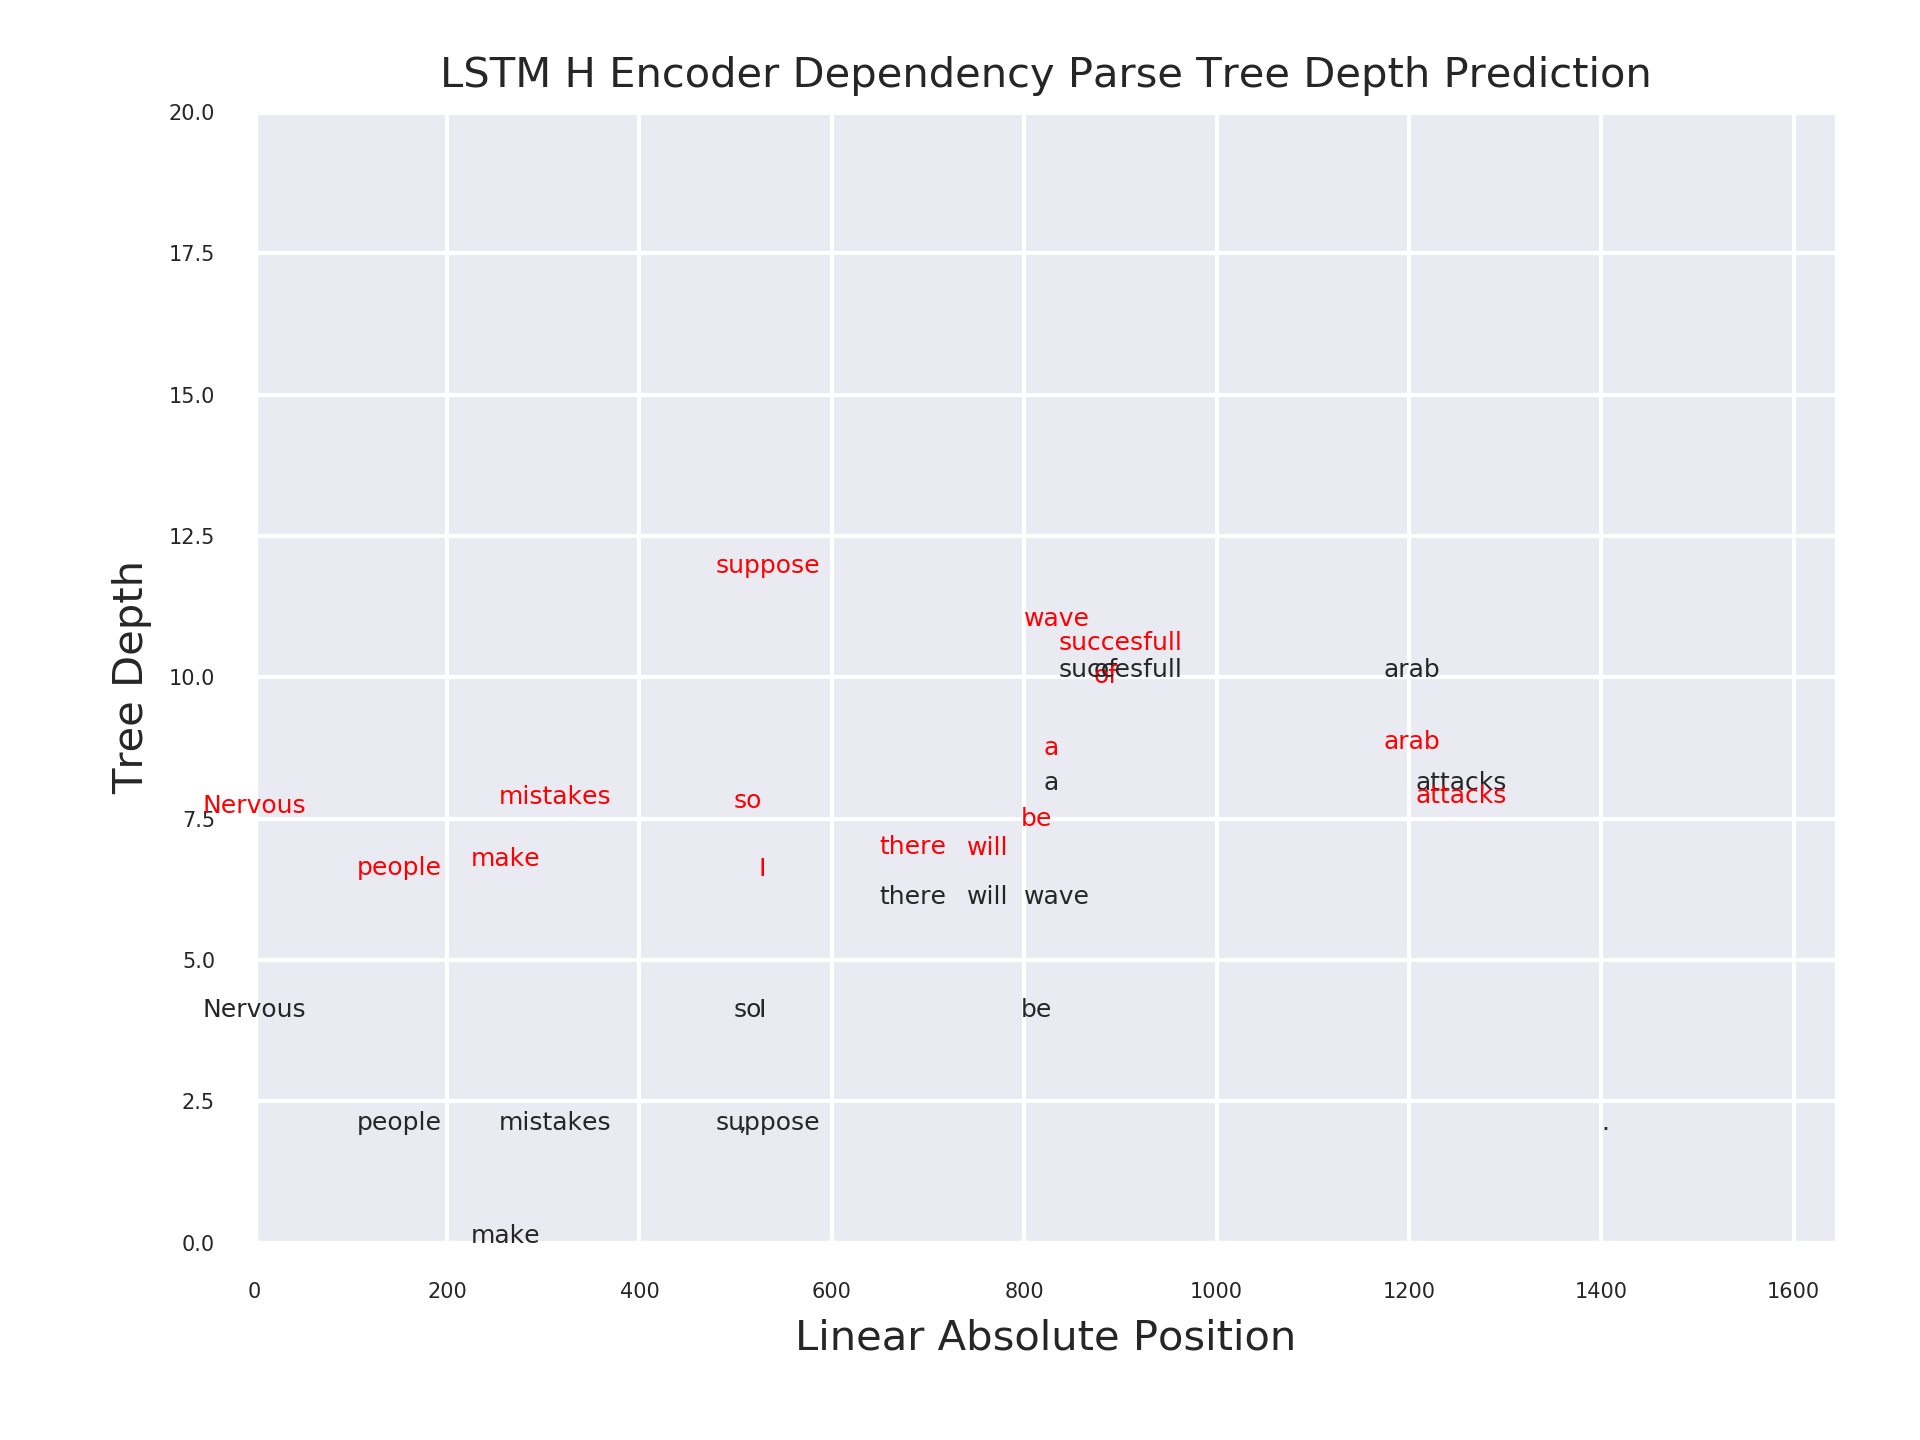 LSTM H Encoder Dependency Parse Tree Depth Prediction
20.0
17.5
15.0
12.5
suppose
wave
succesfull
10.0 succesfull of of arab
a arab
a attacks
Nervous mistakes so attacks
7.5 be
there will
people make I
there will wave
5.0
Nervous so I be
2.5
people mistakes , suppose .
make
0.0
0 200 400 600 800 1000 1200 1400 1600
Tree Depth
Linear Absolute Position